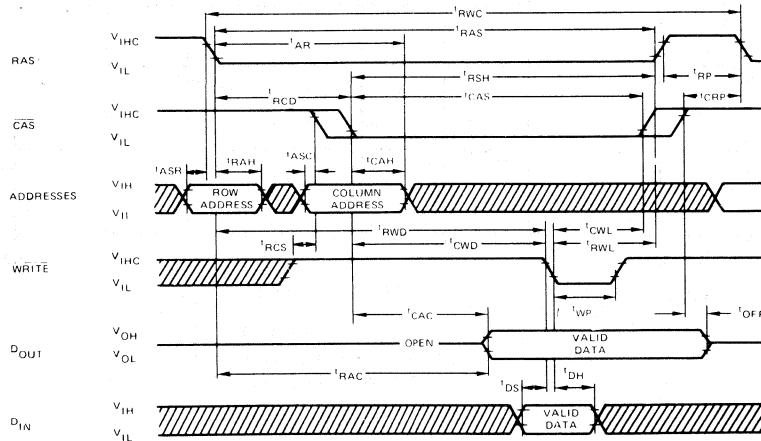 tRWC
tRAS
tAR
RAS VIHC
VIL
tRSH
tRP
tRCD
tCAS
tCRP
CAS VIHC
VIL
tASR
tRAH
tASC
tCAH
ADDRESSES VIH
VIL
ROW ADDRESS
COLUMN ADDRESS
tRWD
tCWL
tRCS
tCWD
tRWL
WRITE VIHC
VIL
tCAC
tWP
tOFF
DOUT VOH
VOL
OPEN
VALID DATA
tRAC
tDS
tDH
DIN VIH
VIL
VALID DATA